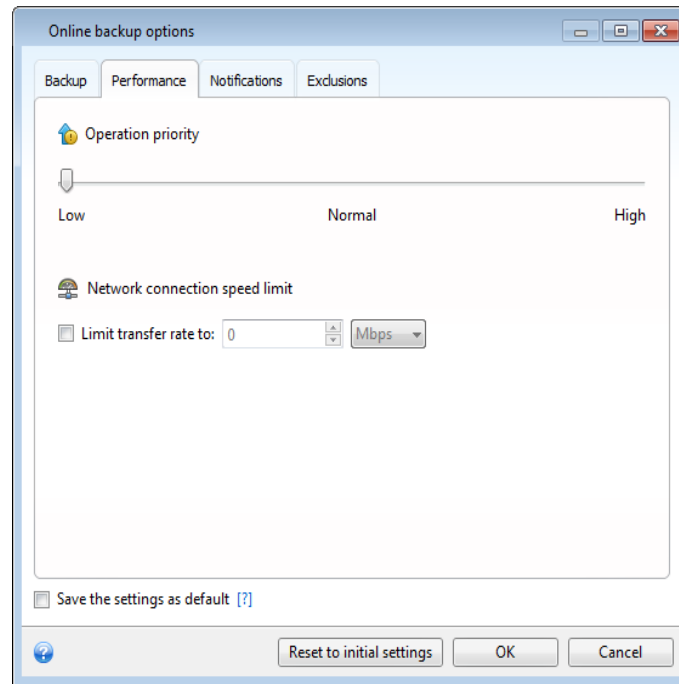 Online backup options
Backup Performance Notifications Exclusions
Operation priority
Low Normal High
Network connection speed limit
Limit transfer rate to: 0 Mbps
Save the settings as default [?]
Reset to initial settings OK Cancel